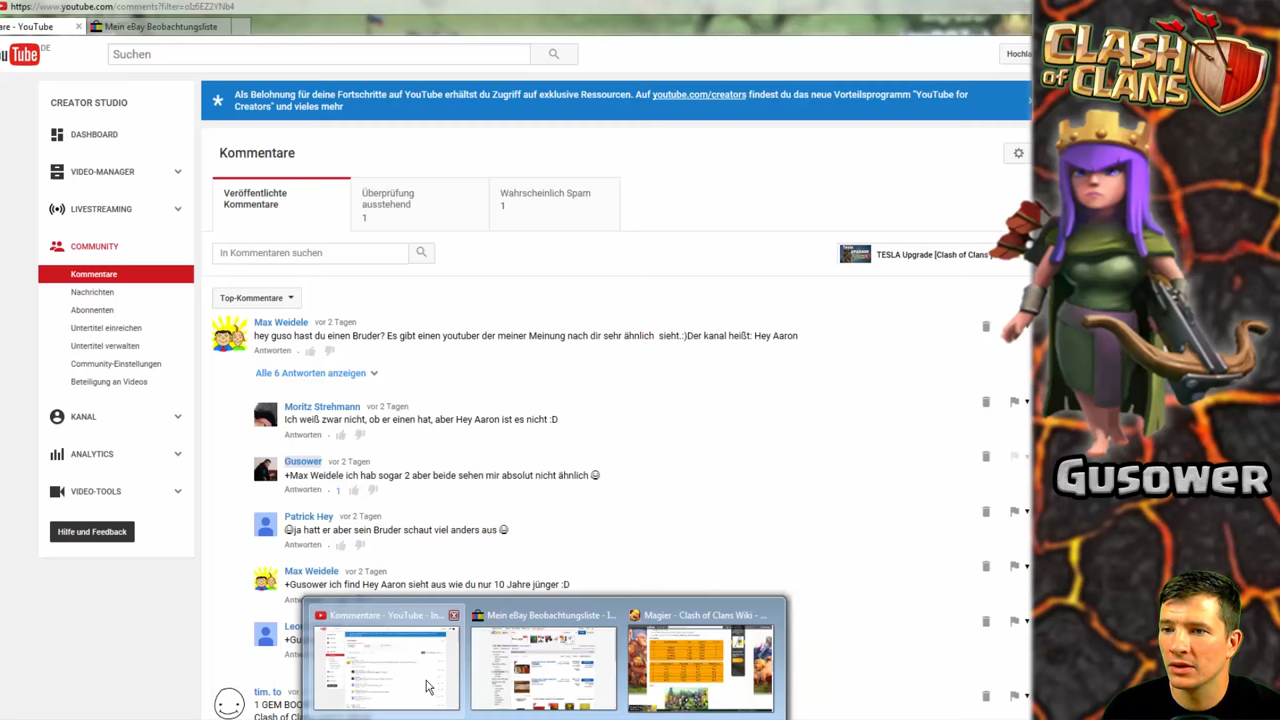 https://www.youtube.com/comments?filter=
re - YouTube
Mein eBay Beobachtungsliste
ou Tube DE
Suchen
Hochla
CREATOR STUDIO
DASHBOARD
VIDEO-MANAGER
LIVESTREAMING
COMMUNITY
Kommentare
Nachrichten
Abonnenten
Untertitel einreichen
Untertitel verwalten
Community-Einstellungen
Beteiligung an Videos
KANAL
ANALYTICS
VIDEO-TOOLS
Hilfe und Feedback
Als Belohnung für deine Fortschritte auf YouTube erhältst du Zugriff auf exklusive Ressourcen. Auf youtube.com/creators findest du das neue Vorteilsprogramm "YouTube for
Creators" und vieles mehr
Kommentare
Veröffentlichte
Kommentare
Überprüfung
ausstehend
1
Wahrscheinlich Spam
1
In Kommentaren suchen
TESLA Upgrade [Clash of Clans
Top-Kommentare
Max Weidele vor 2 Tagen
hey guso hast du einen Bruder? Es gibt einen youtuber der meiner Meinung nach dir sehr ähnlich sieht.:)Der kanal heißt: Hey Aaron
Antworten
Alle 6 Antworten anzeigen
Moritz Strehmann vor 2 Tagen
Ich weiß zwar nicht, ob er einen hat, aber Hey Aaron ist es nicht :D
Antworten
Gusower vor 2 Tagen
+Max Weidele ich hab sogar 2 aber beide sehen mir absolut nicht ähnlich 😂
Antworten 1
Patrick Hey vor 2 Tagen
😂ja hatt er aber sein Bruder schaut viel anders aus 😂
Antworten
Max Weidele vor 2 Tagen
+Gusower ich find Hey Aaron sieht aus wie du nur 10 Jahre jünger :D
Leo
+Gu
Antw
tim. to vor
1 GEM BOO
Clash of Cla
Kommentare - YouTube - In...
Mein eBay Beobachtungsliste - I...
Magier - Clash of Clans Wiki - ...
CLASH
OF CLANS
GUSOWER